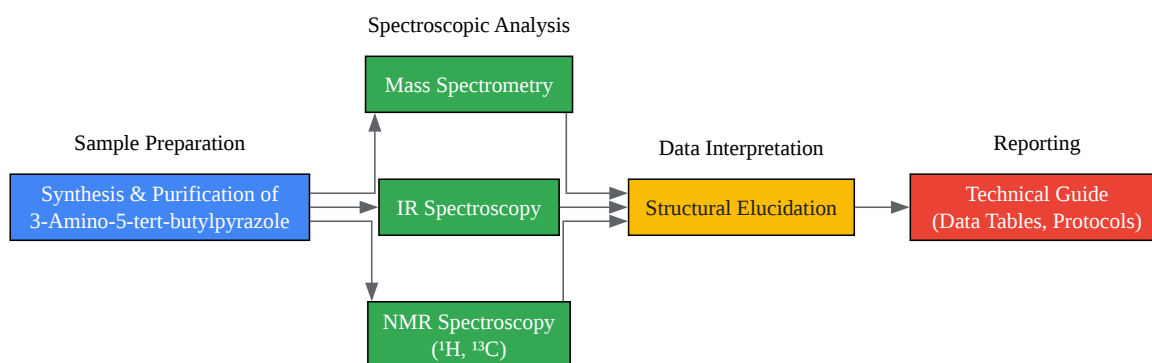 Spectroscopic Analysis
Mass Spectrometry
Sample Preparation
Synthesis & Purification of
3-Amino-5-tert-butylpyrazole
IR Spectroscopy
NMR Spectroscopy
(¹H, ¹³C)
Data Interpretation
Structural Elucidation
Reporting
Technical Guide
(Data Tables, Protocols)